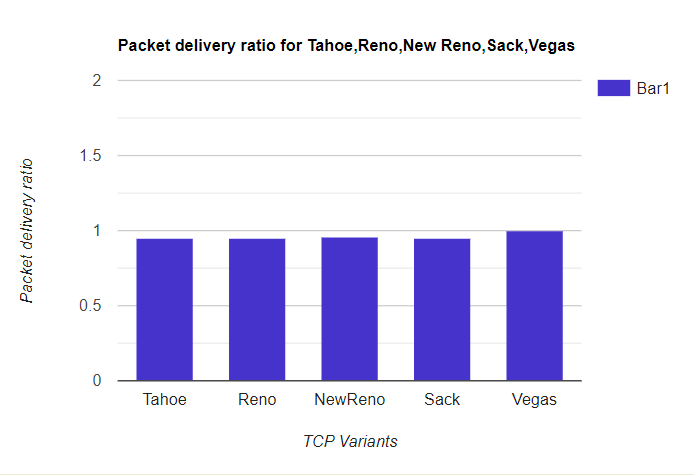 Packet delivery ratio for Tahoe,Reno,New Reno,Sack,Vegas
Bar1
Packet delivery ratio
2
1.5
1
0.5
0
Tahoe Reno NewReno Sack Vegas
TCP Variants